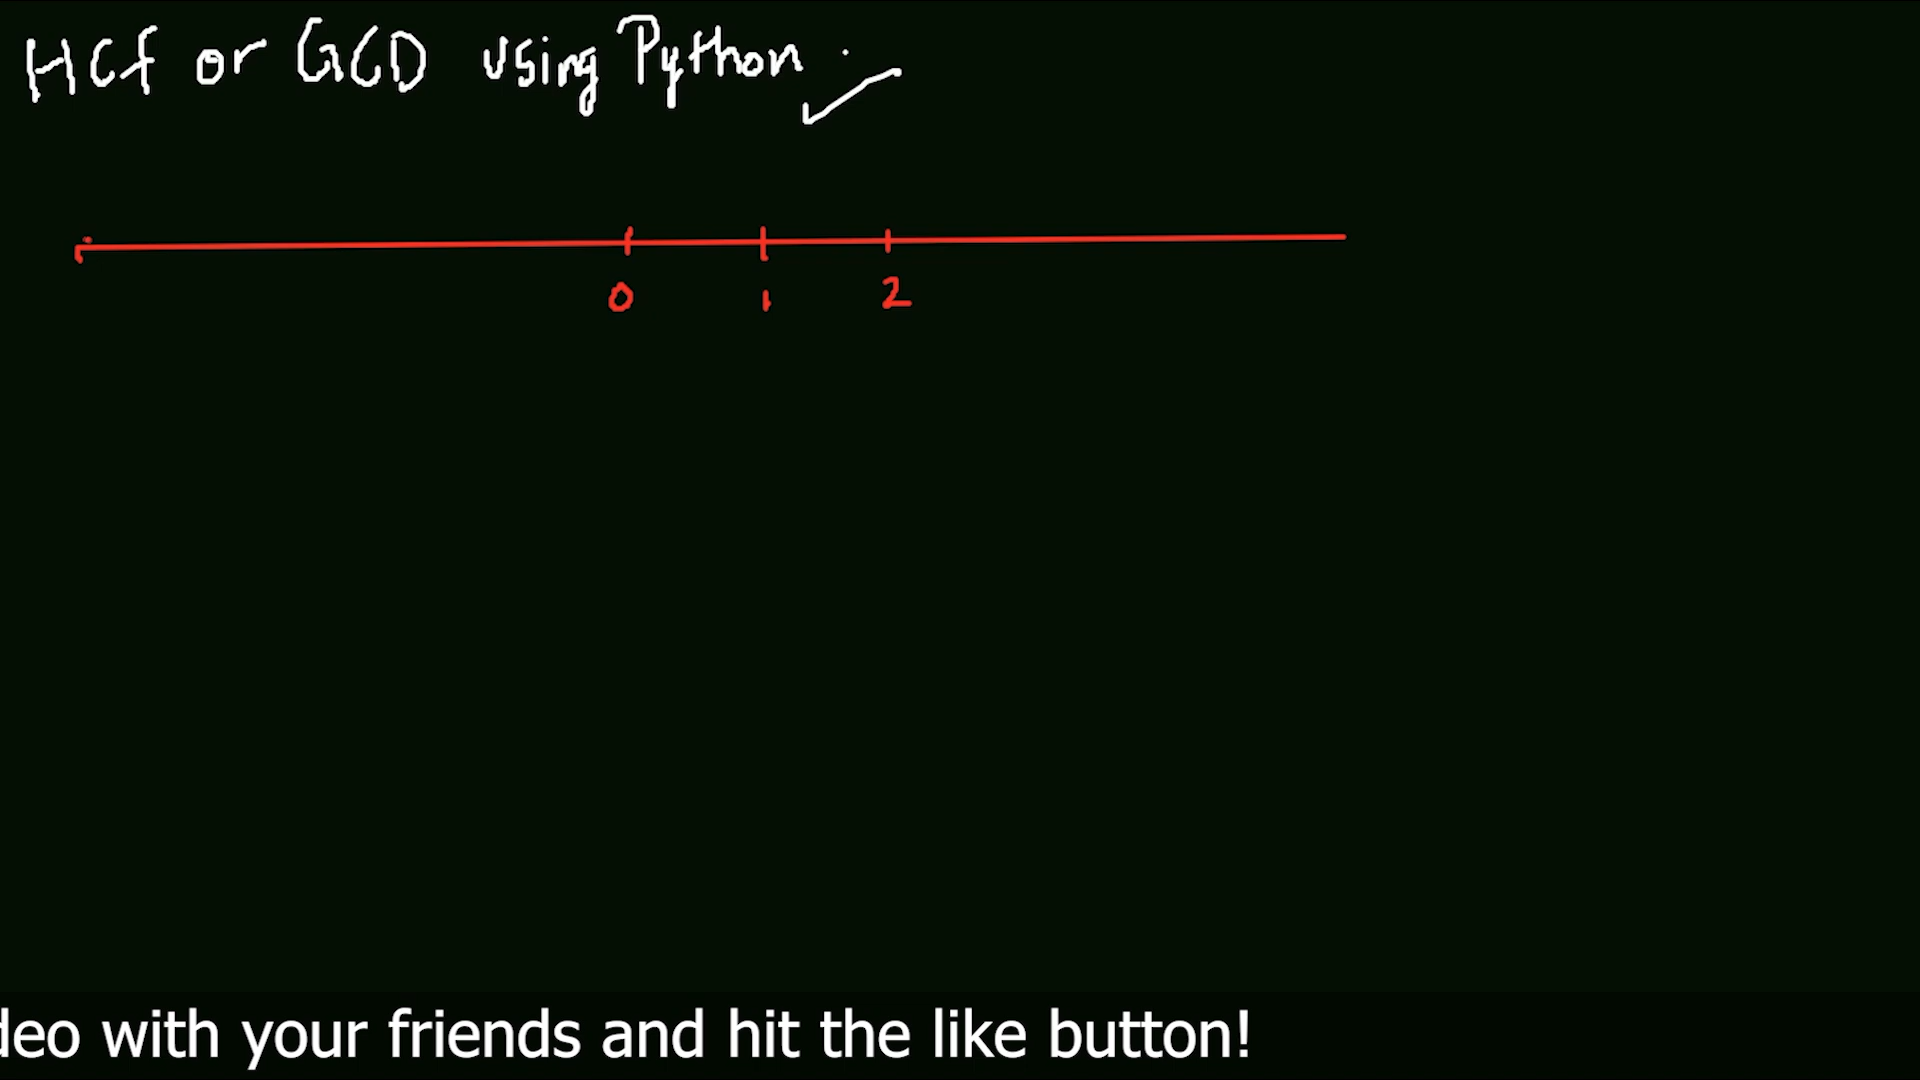 HCf or GCD using Python
0 1 2
deo with your friends and hit the like button!